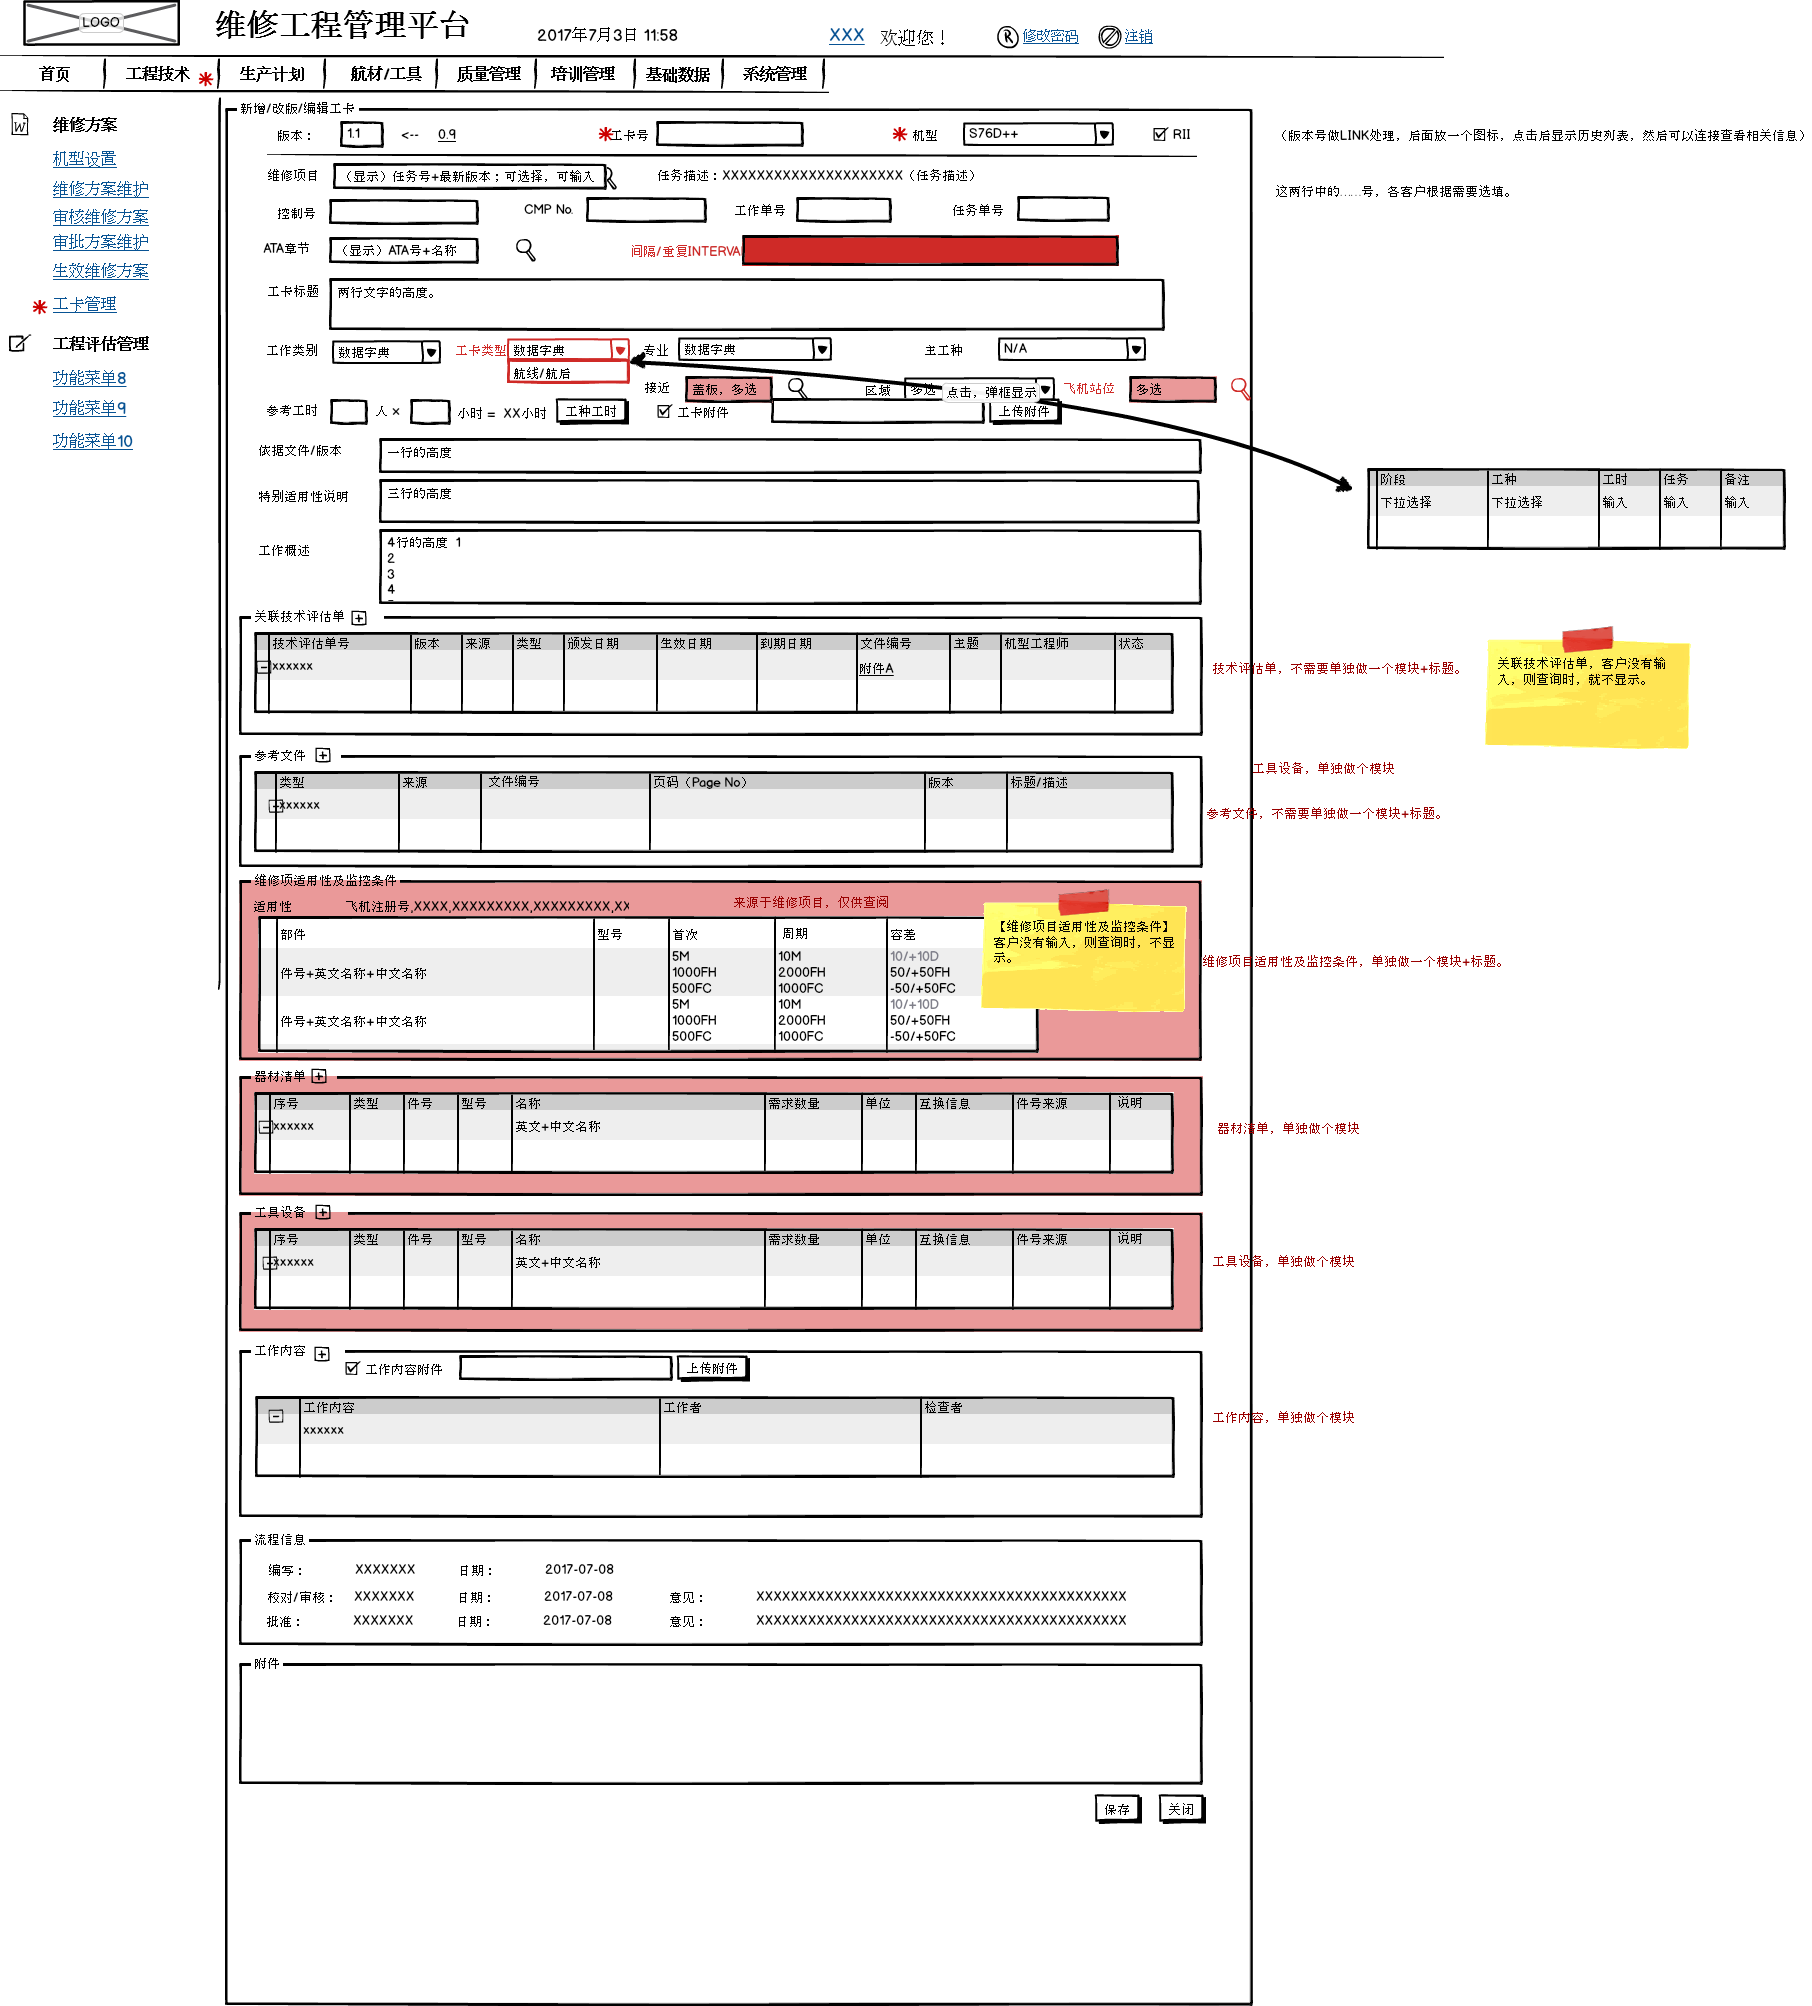 LOGO
维修工程管理平台
2017年7月3日 11:58
XXX 欢迎您！
修改密码
注销
首页 工程技术 生产计划 航材/工具 质量管理 培训管理 基础数据 系统管理
维修方案
机型设置
维修方案维护
审核维修方案
审批方案维护
生效维修方案
工卡管理
工程评估管理
功能菜单8
功能菜单9
功能菜单10
新增/改版/编辑工卡
版本： 1.1 <-- 0.9 工卡号 机型 S76D++ RII
（版本号做LINK处理，后面放一个图标，点击后显示历史列表，然后可以连接查看相关信息）
维修项目 （显示）任务号+最新版本；可选择，可输入 任务描述：XXXXXXXXXXXXXXXXXXXXX（任务描述）
这两行中的……号，各客户根据需要选填。
控制号 CMP No. 工作单号 任务单号
ATA章节 （显示）ATA号+名称 间隔/重复INTERVA
工卡标题 两行文字的高度。
工作类别 数据字典 工卡类型 数据字典 专业 数据字典 主工种 N/A
航线/航后
接近 盖板，多选 区域 多选 点击，弹框显示 飞机站位 多选
参考工时 人 × 小时 = XX小时 工种工时 工卡附件 上传附件
依据文件/版本 一行的高度
特别适用性说明 三行的高度
工作概述 4行的高度 1
2
3
4
阶段 工种 工时 任务 备注
下拉选择 下拉选择 输入 输入 输入
关联技术评估单
技术评估单号 版本 来源 类型 颁发日期 生效日期 到期日期 文件编号 主题 机型工程师 状态
xxxxxx 附件A
技术评估单，不需要单独做一个模块+标题。
关联技术评估单，客户没有输
入，则查询时，就不显示。
参考文件
工具设备，单独做个模块
类型 来源 文件编号 页码（Page No） 版本 标题/描述
xxxxxx
参考文件，不需要单独做一个模块+标题。
维修项适用性及监控条件
适用性 飞机注册号,XXXX,XXXXXXXXX,XXXXXXXXX,XX 来源于维修项目，仅供查阅
部件 型号 首次 周期 容差
5M 10M 10/+10D
件号+英文名称+中文名称 1000FH 2000FH 50/+50FH
500FC 1000FC -50/+50FC
5M 10M 10/+10D
件号+英文名称+中文名称 1000FH 2000FH 50/+50FH
500FC 1000FC -50/+50FC
【维修项目适用性及监控条件】
客户没有输入，则查询时，不显
示。
维修项目适用性及监控条件，单独做一个模块+标题。
器材清单
序号 类型 件号 型号 名称 需求数量 单位 互换信息 件号来源 说明
xxxxxx 英文+中文名称
器材清单，单独做个模块
工具设备
序号 类型 件号 型号 名称 需求数量 单位 互换信息 件号来源 说明
xxxxxx 英文+中文名称
工具设备，单独做个模块
工作内容
工作内容附件 上传附件
工作内容 工作者 检查者
xxxxxx
工作内容，单独做个模块
流程信息
编写： XXXXXXX 日期： 2017-07-08
校对/审核： XXXXXXX 日期： 2017-07-08 意见： XXXXXXXXXXXXXXXXXXXXXXXXXXXXXXXXXXXXXXXXXXX
批准： XXXXXXX 日期： 2017-07-08 意见： XXXXXXXXXXXXXXXXXXXXXXXXXXXXXXXXXXXXXXXXXXX
附件
保存 关闭